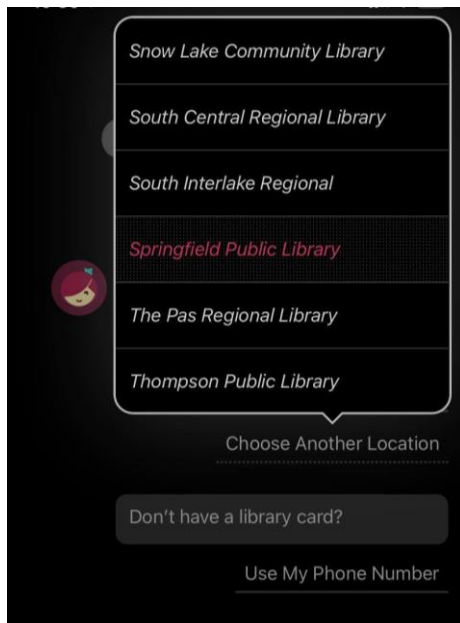 Snow Lake Community Library
South Central Regional Library
South Interlake Regional
Springfield Public Library
The Pas Regional Library
Thompson Public Library
Choose Another Location
Don’t have a library card?
Use My Phone Number